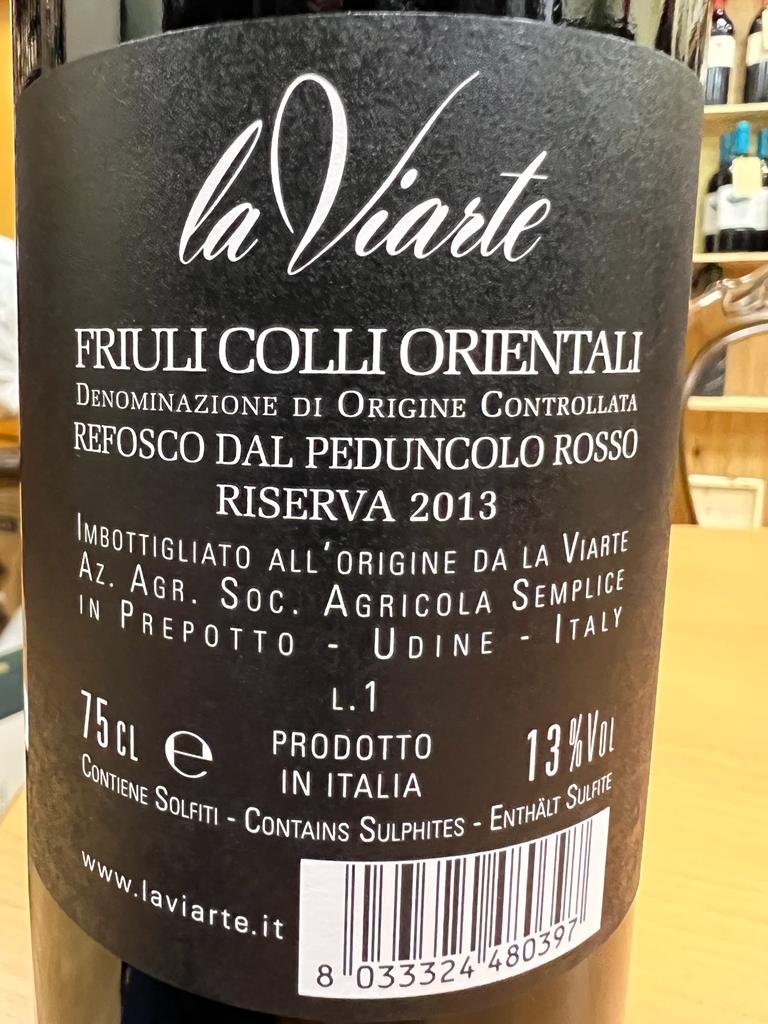 la Viarte
FRIULI COLLI ORIENTALI
DENOMINAZIONE DI ORIGINE CONTROLLATA
REFOSCO DAL PEDUNCOLO ROSSO
RISERVA 2013
IMBOTTIGLIATO ALL'ORIGINE DA LA VIARTE
AZ. AGR. SOC. AGRICOLA SEMPLICE
IN PREPOTTO - UDINE - ITALY
L.1
75 CL e PRODOTTO 13%VOL
IN ITALIA
CONTIENE SOLFITI - CONTAINS SULPHITES - ENTHÄLT SULFITE
www.laviarte.it
8 033324 480397